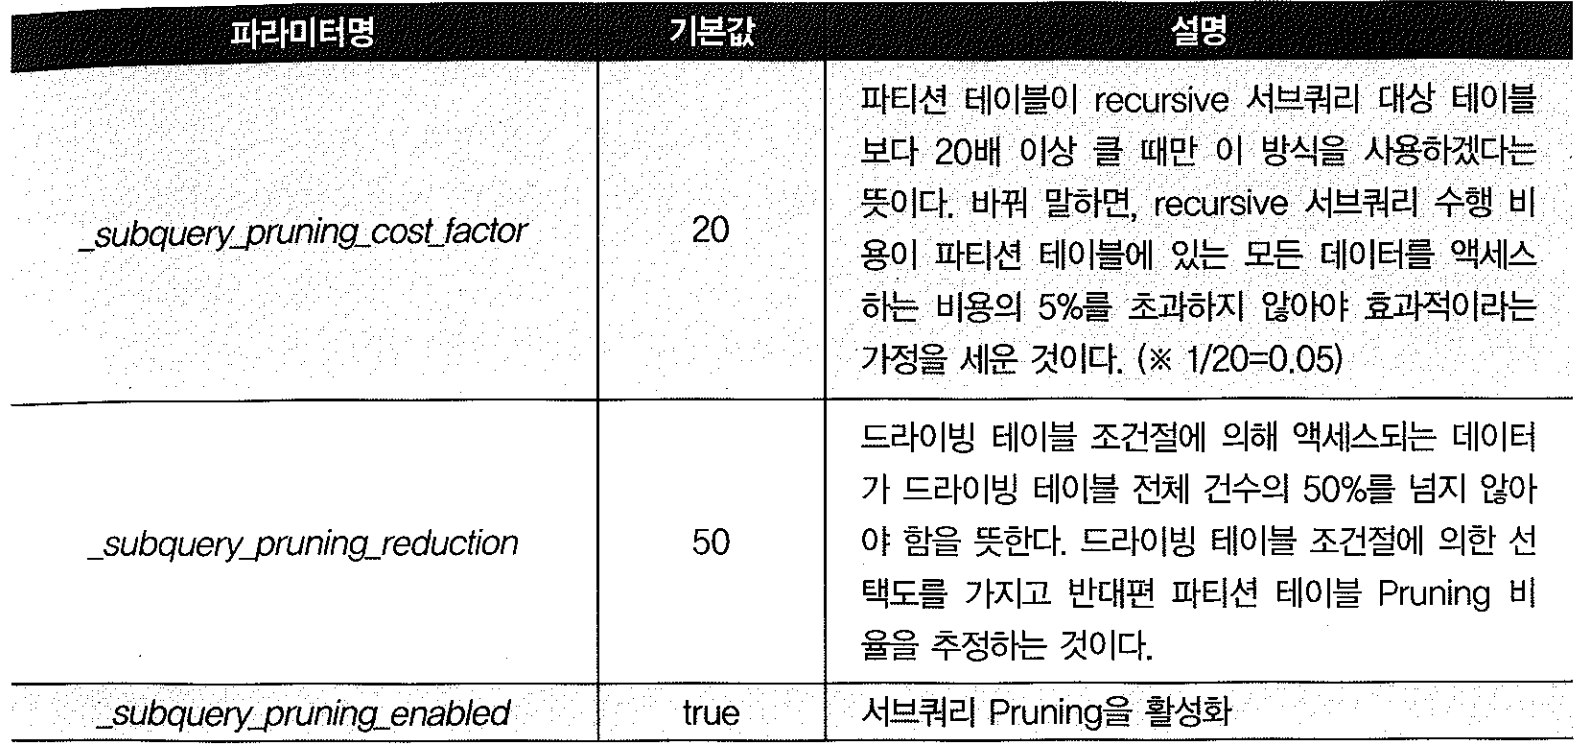 파라미터명 기본값 설명
파티션 테이블이 recursive 서브쿼리 대상 테이블
보다 20배 이상 클 때만 이 방식을 사용하겠다는
뜻이다. 바꿔 말하면, recursive 서브쿼리 수행 비
_subquery_pruning_cost_factor 20
용이 파티션 테이블에 있는 모든 데이터를 액세스
하는 비용의 5%를 초과하지 않아야 효과적이라는
가정을 세운 것이다. (※ 1/20=0.05)
드라이빙 테이블 조건절에 의해 액세스되는 데이터
가 드라이빙 테이블 전체 건수의 50%를 넘지 않아
_subquery_pruning_reduction 50 야 함을 뜻한다. 드라이빙 테이블 조건절에 의한 선
택도를 가지고 반대편 파티션 테이블 Pruning 비
율을 추정하는 것이다.
_subquery_pruning_enabled true 서브쿼리 Pruning을 활성화